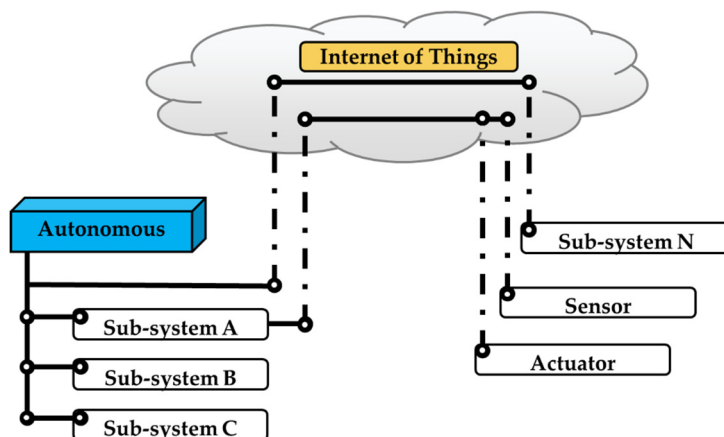 Internet of Things
Autonomous
Sub-system N
Sensor
Sub-system A
Actuator
Sub-system B
Sub-system C